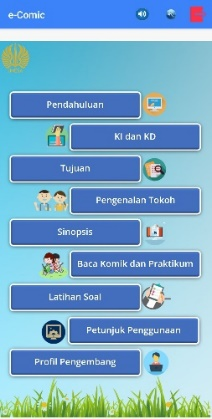 e-Comic
Pendahuluan
KI dan KD
Tujuan
Pengenalan Tokoh
Sinopsis
Baca Komik dan Praktikum
Latihan Soal
Petunjuk Penggunaan
Profil Pengembang